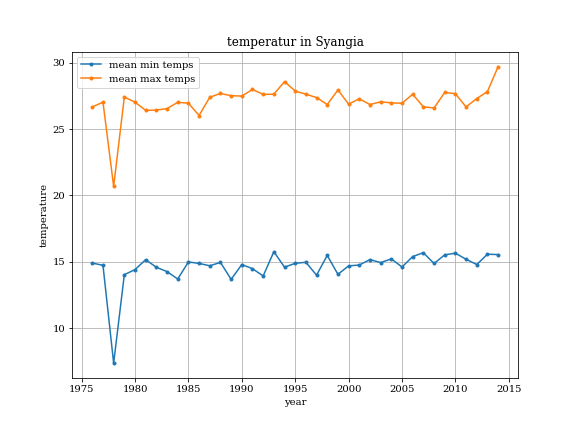 temperatur in Syangia
mean min temps
mean max temps
temperature
30
25
20
15
10
1975 1980 1985 1990 1995 2000 2005 2010 2015
year